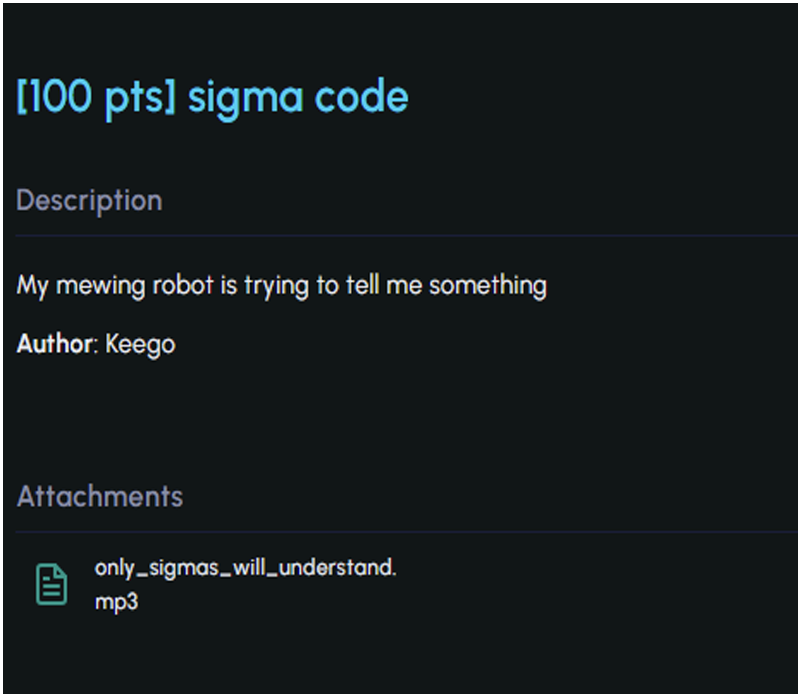 [100 pts] sigma code
Description
My mewing robot is trying to tell me something
Author: Keego
Attachments
only_sigmas_will_understand.
mp3